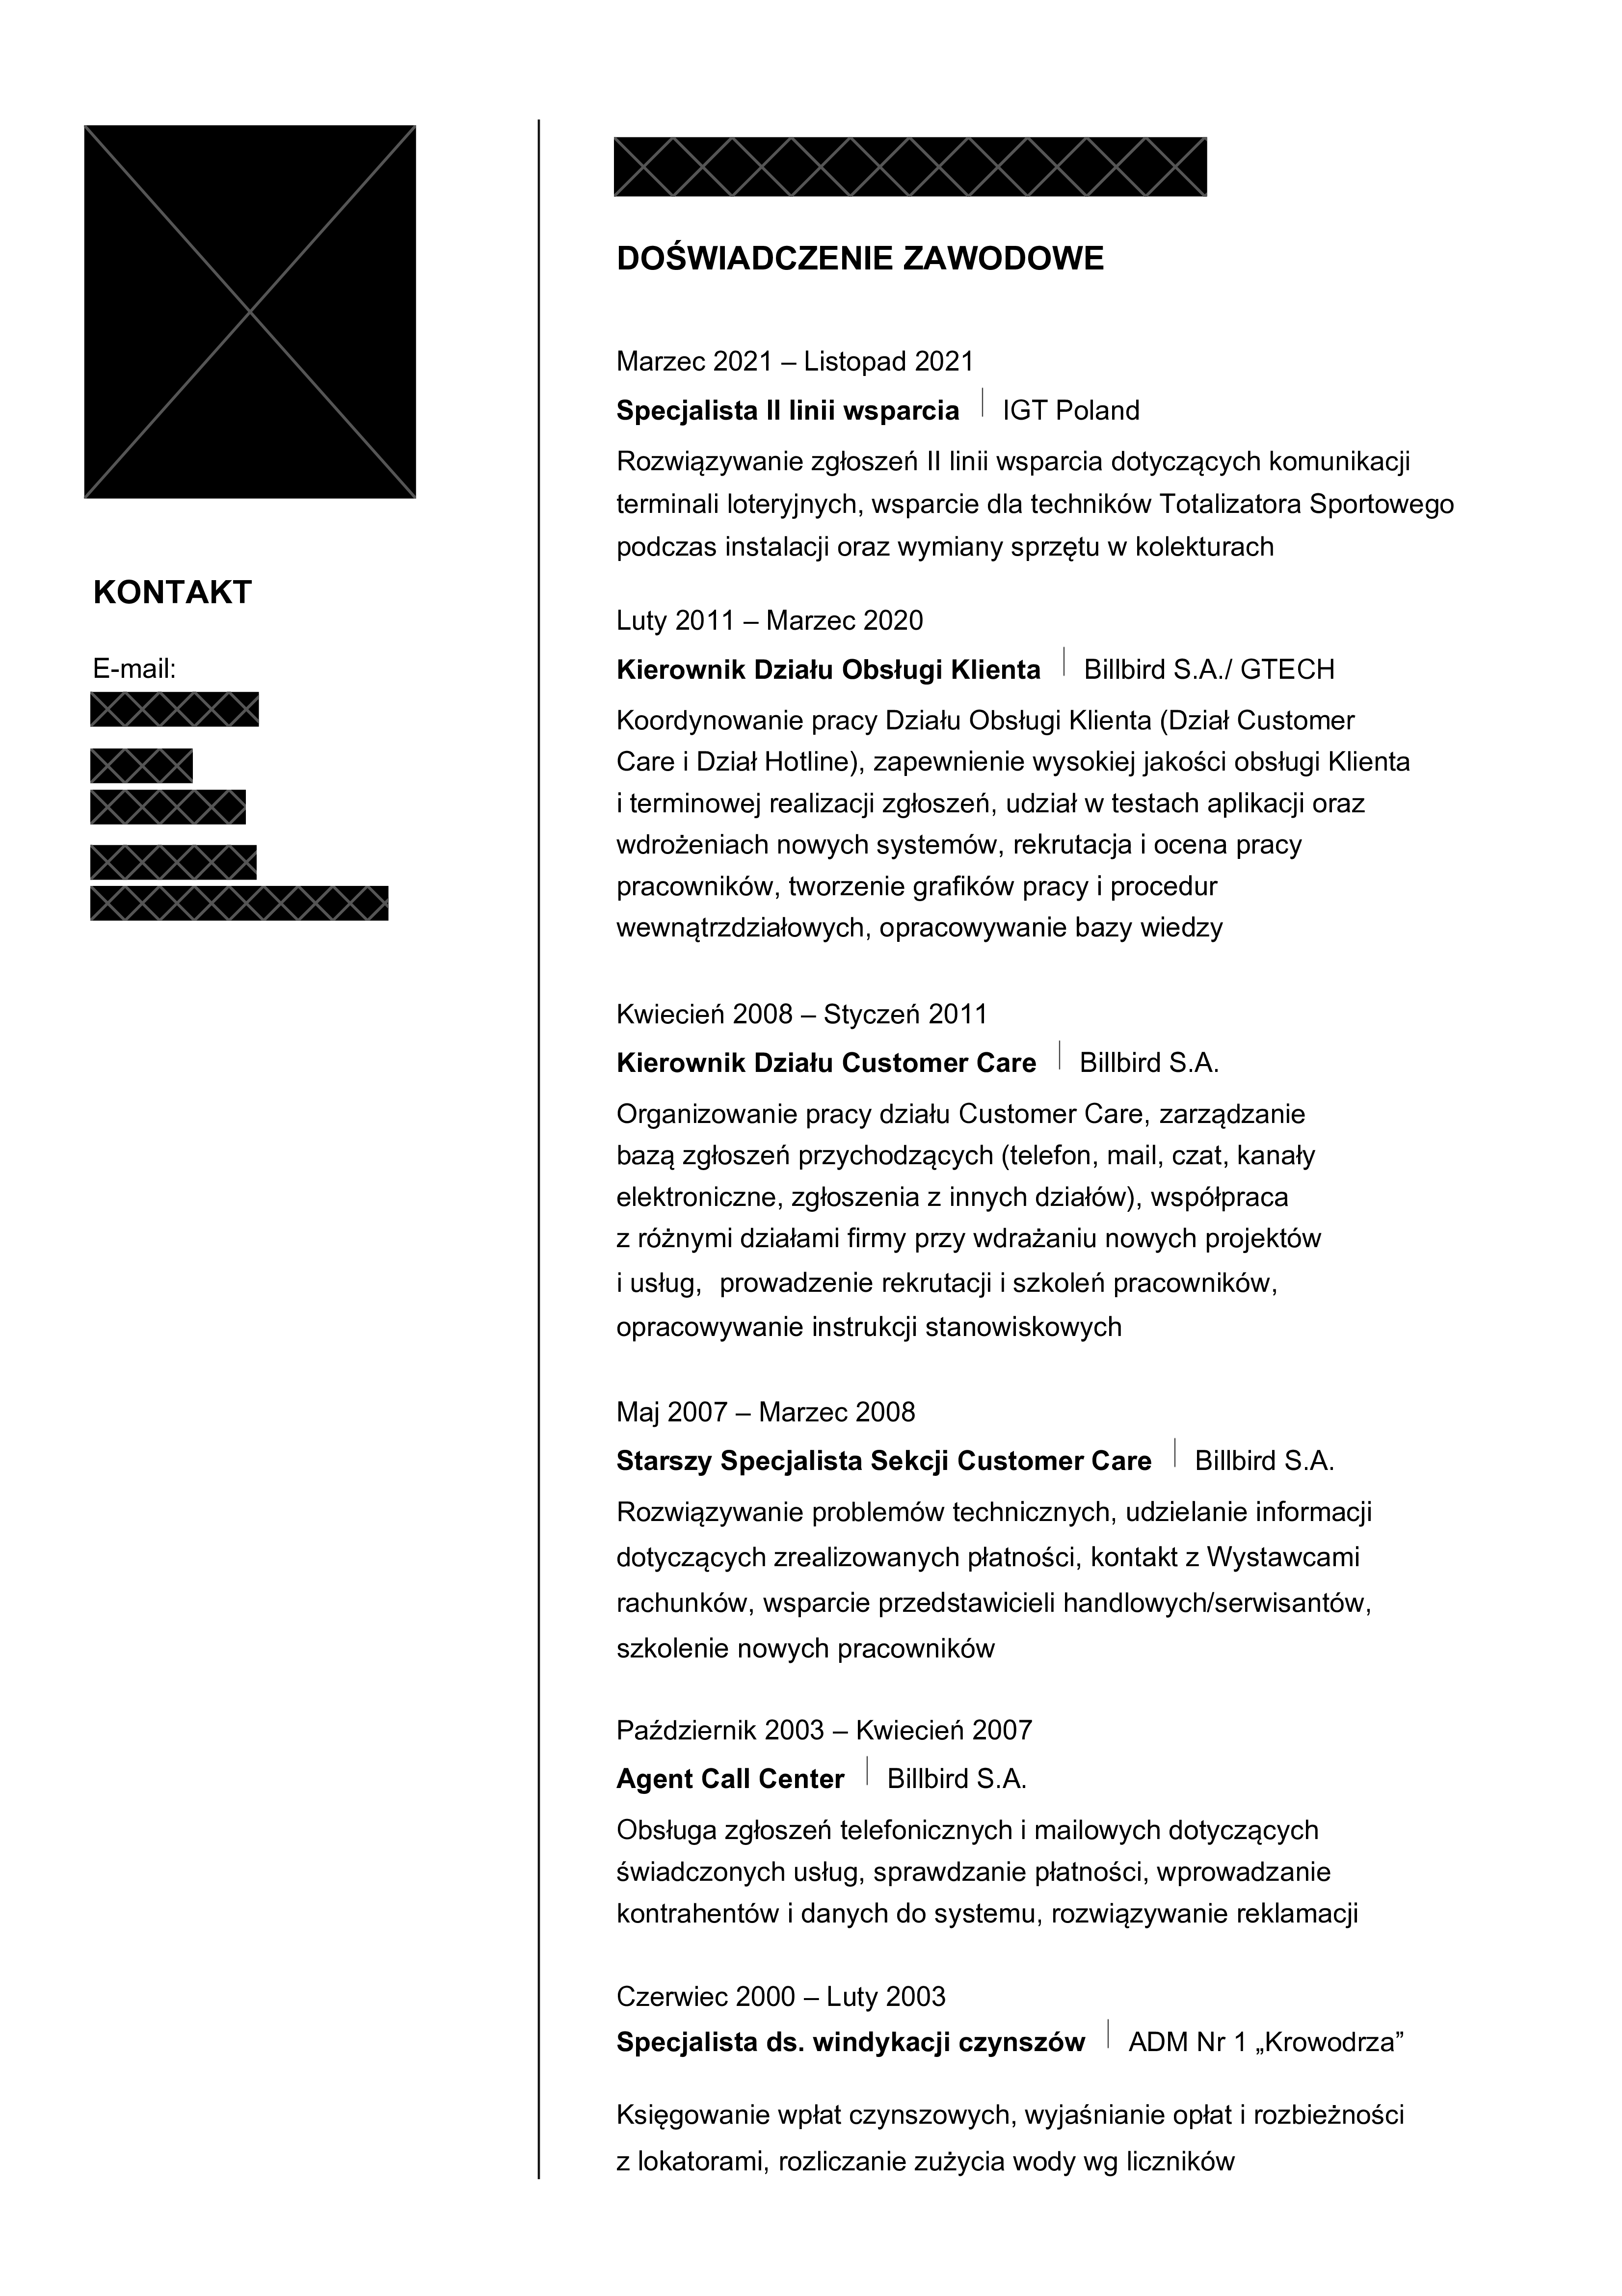 KONTAKT
E-mail:
DOŚWIADCZENIE ZAWODOWE
Marzec 2021 – Listopad 2021
Specjalista II linii wsparcia | IGT Poland
Rozwiązywanie zgłoszeń II linii wsparcia dotyczących komunikacji
terminali loteryjnych, wsparcie dla techników Totalizatora Sportowego
podczas instalacji oraz wymiany sprzętu w kolekturach
Luty 2011 – Marzec 2020
Kierownik Działu Obsługi Klienta | Billbird S.A./ GTECH
Koordynowanie pracy Działu Obsługi Klienta (Dział Customer
Care i Dział Hotline), zapewnienie wysokiej jakości obsługi Klienta
i terminowej realizacji zgłoszeń, udział w testach aplikacji oraz
wdrożeniach nowych systemów, rekrutacja i ocena pracy
pracowników, tworzenie grafików pracy i procedur
wewnątrzdziałowych, opracowywanie bazy wiedzy
Kwiecień 2008 – Styczeń 2011
Kierownik Działu Customer Care | Billbird S.A.
Organizowanie pracy działu Customer Care, zarządzanie
bazą zgłoszeń przychodzących (telefon, mail, czat, kanały
elektroniczne, zgłoszenia z innych działów), współpraca
z różnymi działami firmy przy wdrażaniu nowych projektów
i usług, prowadzenie rekrutacji i szkoleń pracowników,
opracowywanie instrukcji stanowiskowych
Maj 2007 – Marzec 2008
Starszy Specjalista Sekcji Customer Care | Billbird S.A.
Rozwiązywanie problemów technicznych, udzielanie informacji
dotyczących zrealizowanych płatności, kontakt z Wystawcami
rachunków, wsparcie przedstawicieli handlowych/serwisantów,
szkolenie nowych pracowników
Październik 2003 – Kwiecień 2007
Agent Call Center | Billbird S.A.
Obsługa zgłoszeń telefonicznych i mailowych dotyczących
świadczonych usług, sprawdzanie płatności, wprowadzanie
kontrahentów i danych do systemu, rozwiązywanie reklamacji
Czerwiec 2000 – Luty 2003
Specjalista ds. windykacji czynszów | ADM Nr 1 „Krowodrza”
Księgowanie wpłat czynszowych, wyjaśnianie opłat i rozbieżności
z lokatorami, rozliczanie zużycia wody wg liczników